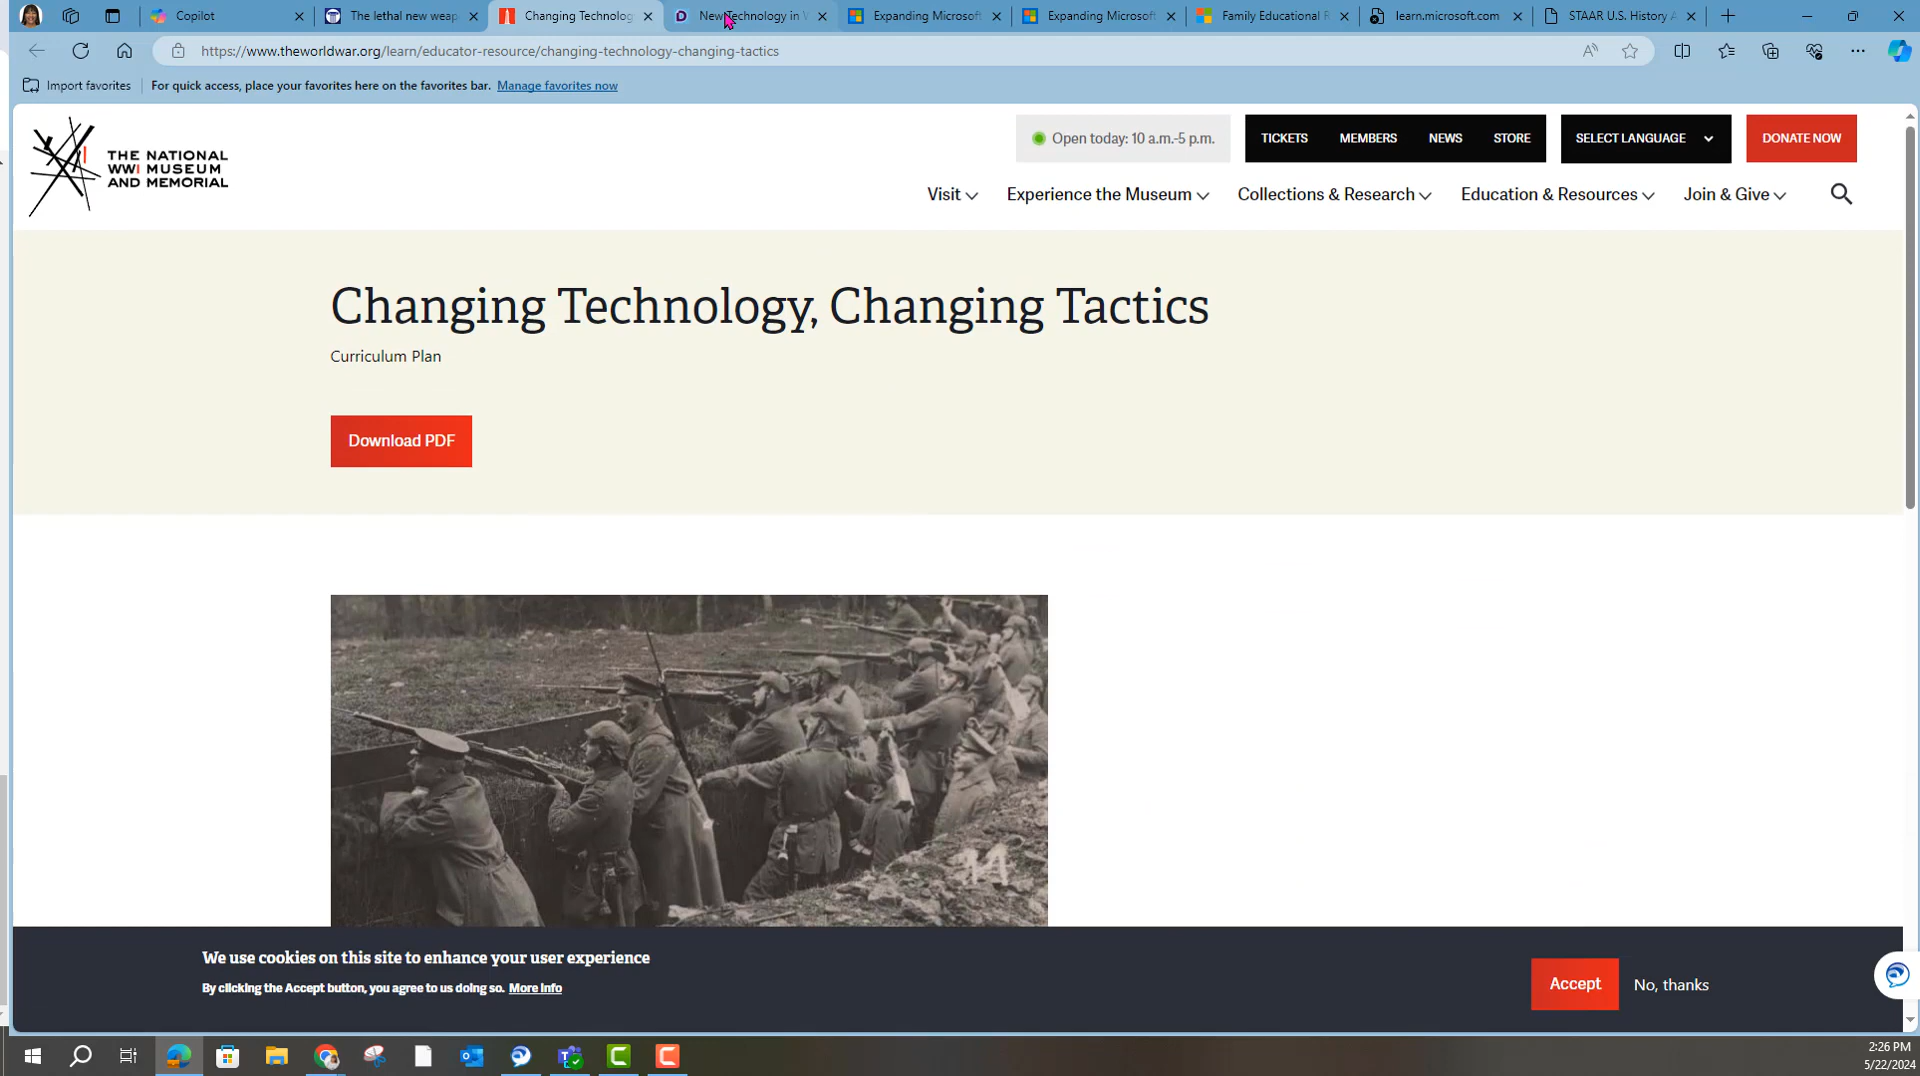 Copilot
The lethal new weap
Changing Technolog
New Technology in W
Expanding Microsoft
Expanding Microsoft
Family Educational R
learn.microsoft.com
STAAR U.S. History A
https://www.theworldwar.org/learn/educator-resource/changing-technology-changing-tactics
Import favorites
For quick access, place your favorites here on the favorites bar. Manage favorites now
THE NATIONAL
WWI MUSEUM
AND MEMORIAL
Open today: 10 a.m.-5 p.m.
TICKETS MEMBERS NEWS STORE
SELECT LANGUAGE
DONATE NOW
Visit Experience the Museum Collections & Research Education & Resources Join & Give
Changing Technology, Changing Tactics
Curriculum Plan
Download PDF
We use cookies on this site to enhance your user experience
By clicking the Accept button, you agree to us doing so. More info
Accept No, thanks
2:26 PM
5/22/2024